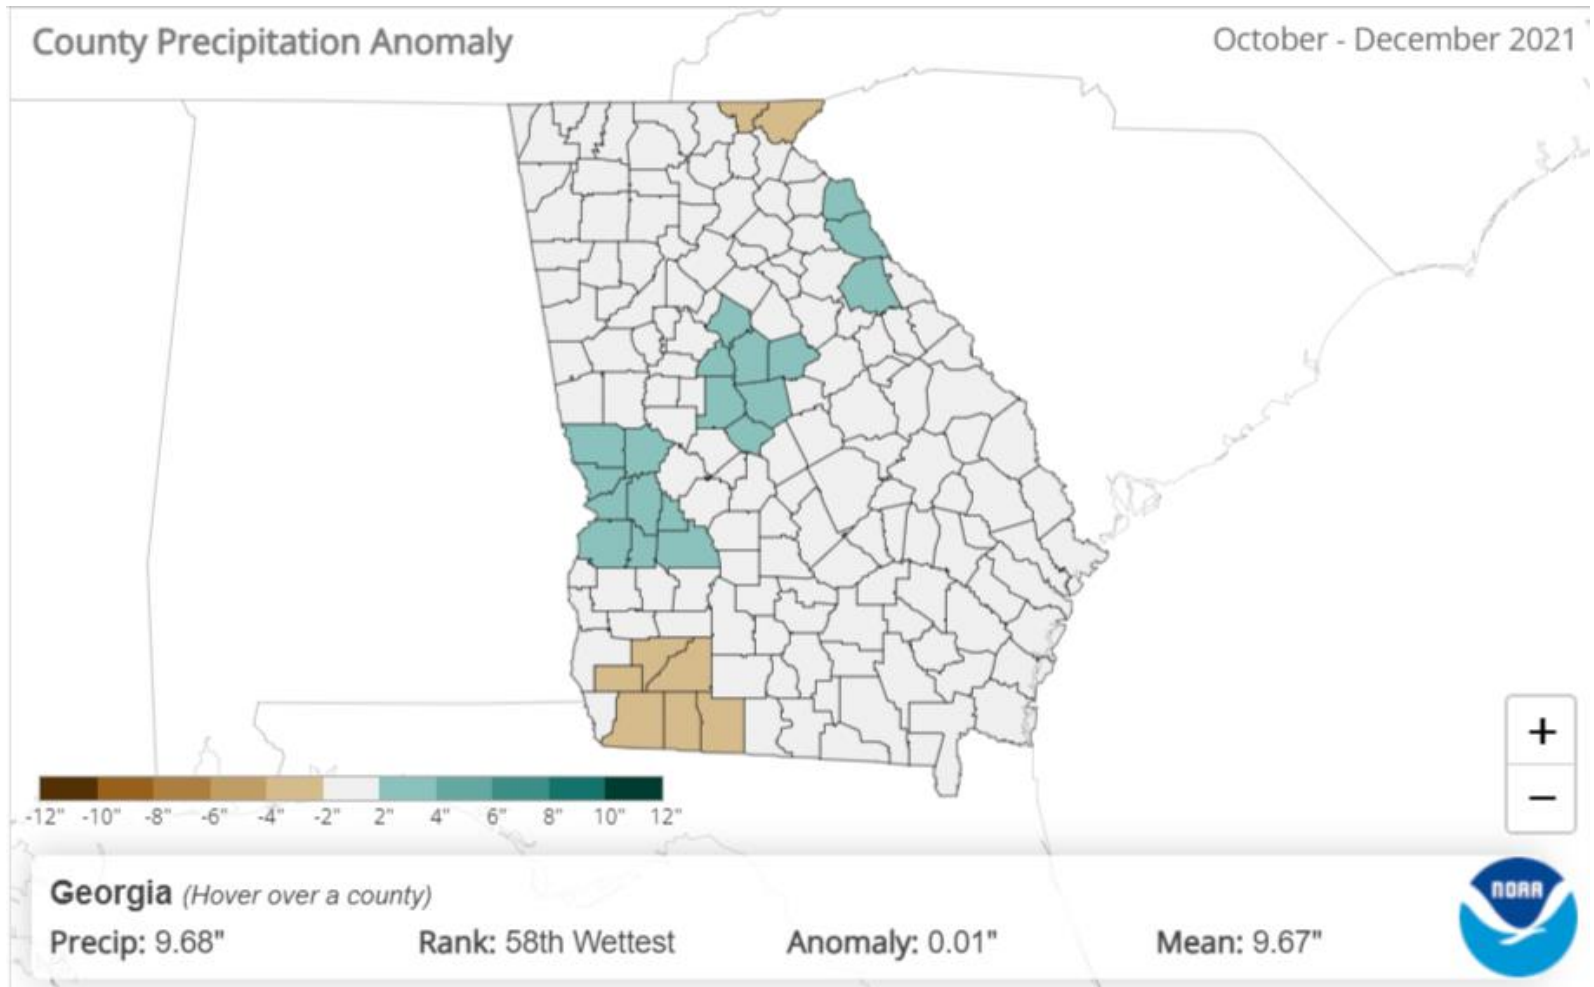 County Precipitation Anomaly
October - December 2021
+
−
-12" -10" -8" -6" -4" -2" 2" 4" 6" 8" 10" 12"
Georgia (Hover over a county)
Precip: 9.68" Rank: 58th Wettest Anomaly: 0.01" Mean: 9.67"
NOAA